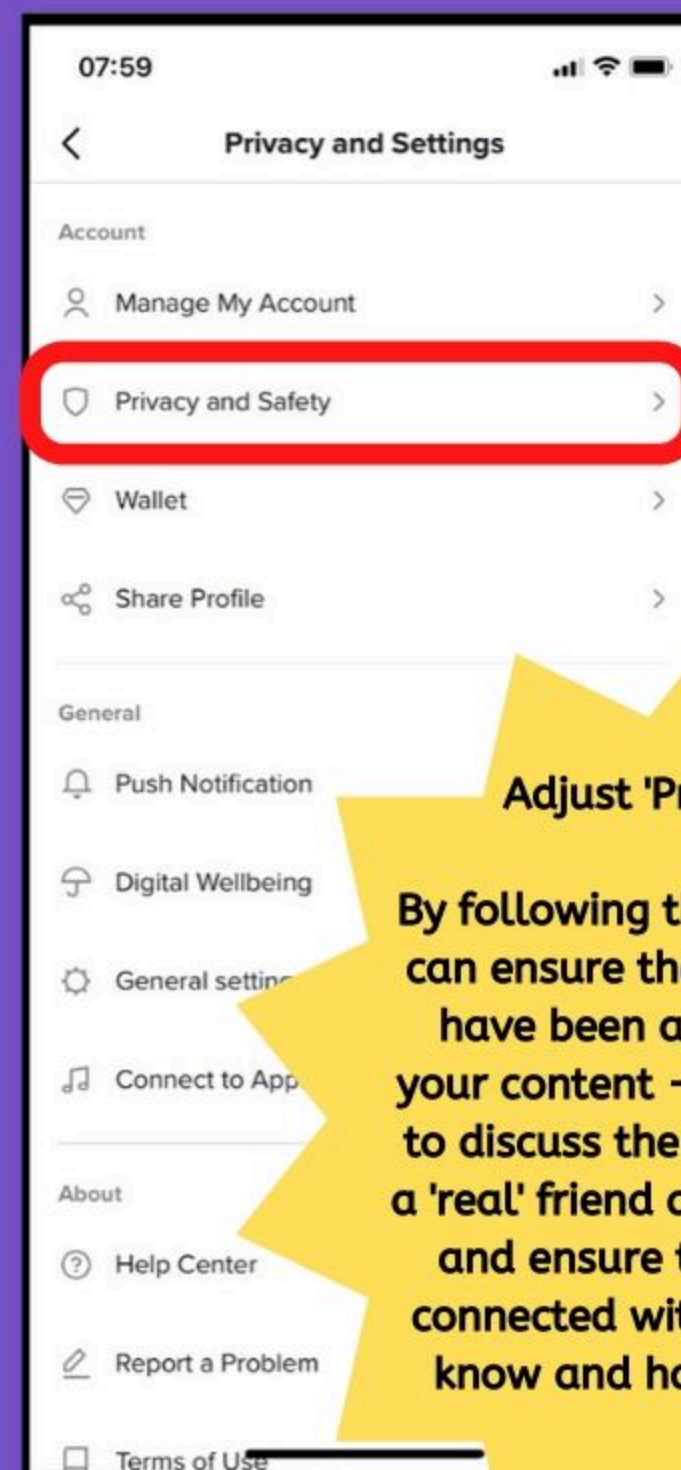 07:59
Privacy and Settings
Account
Manage My Account
Privacy and Safety
Wallet
Share Profile
General
Push Notification
Digital Wellbeing
General
Connect to App
About
Help Center
Report a Problem
Terms of Use
Adjust
By following
can ensure
have been
your content -
to discuss the
a 'real' friend
and ensure
connected
know and